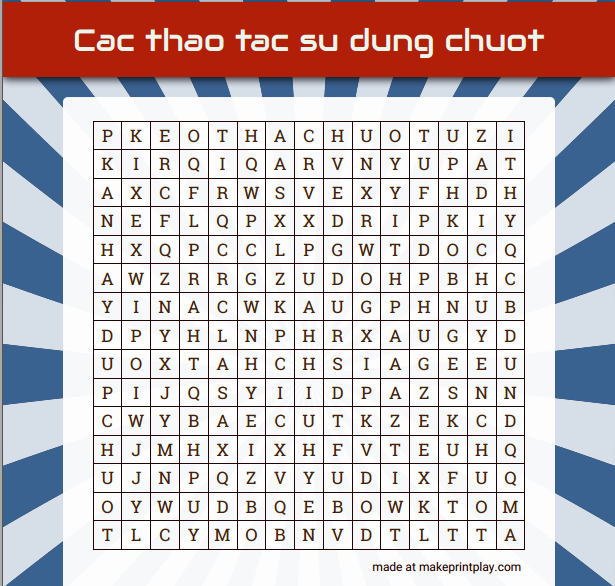 Cac thao tac su dung chuot
P K E O T H A C H U O T U Z I
K I R Q I Q A R V N Y U P A T
A X C F R W S V E X Y F H D H
N E F L Q P X X D R I P K I Y
H X Q P C C L P G W T D O C Q
A W Z R R G Z U D O H P B H C
Y I N A C W K A U G P H N U B
D P Y H L N P H R X A U G Y D
U O X T A H C H S I A G E E U
P I J Q S Y I I D P A Z S N N
C W Y B A E C U T K Z E K C D
H J M H X I X H F V T E U H Q
U J N P Q Z V Y U D I X F U Q
O Y W U D B Q E B O W K T O M
T L C Y M O B N V D T L T T A
made at makeprintplay.com